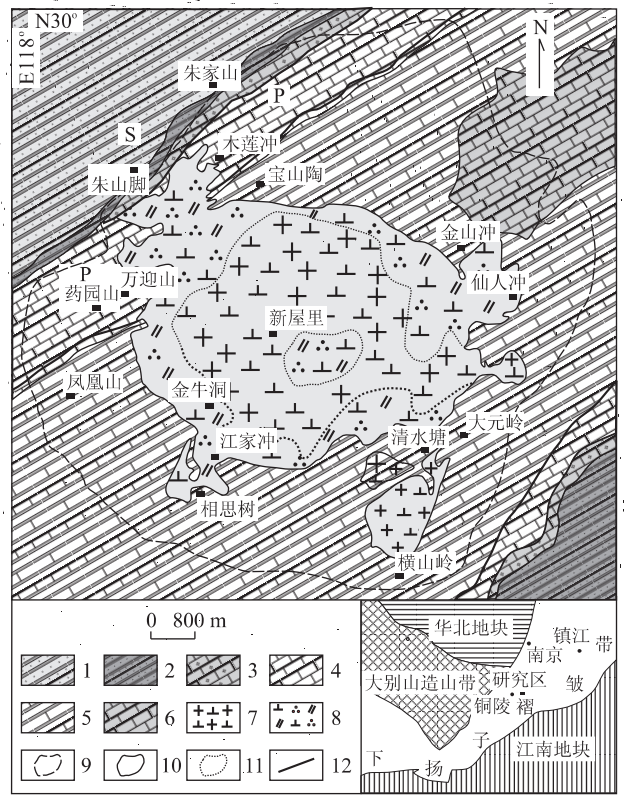 N30°
E118°
N
朱家山
P
S
木莲冲
朱山脚
宝山陶
金山冲
P
万迎山
药园山
仙人冲
新屋里
凤凰山
金牛洞
大元岭
江家冲
清水塘
相思树
横山岭
0 800 m
1 2 3 4
5 6 7 8
9 10 11 12
华北地块
镇江 带
南京
大别山造山带 研究区 皱
铜陵 褶
子
下 扬
江南地块